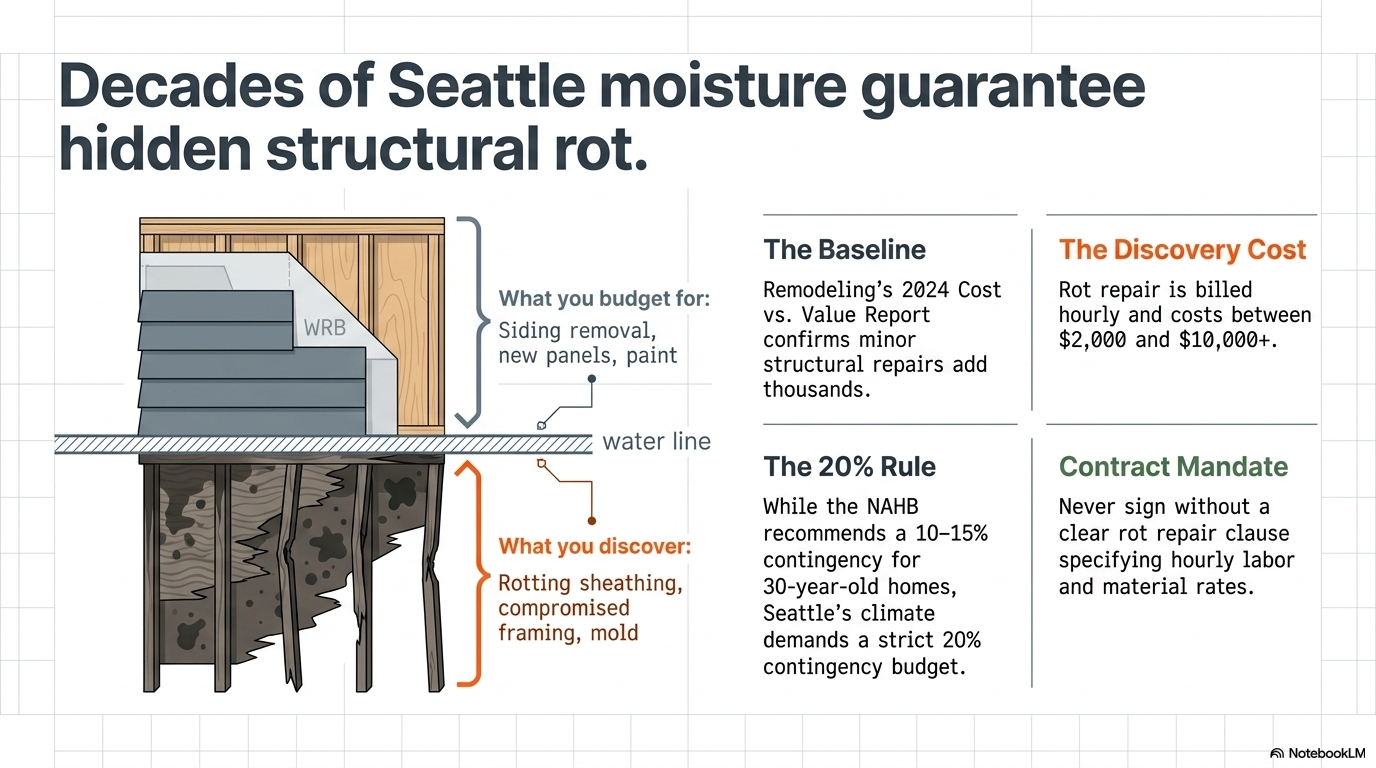 Decades of Seattle moisture guarantee
hidden structural rot.
WRB
What you budget for:
Siding removal,
new panels, paint
water line
What you discover:
Rotting sheathing,
compromised
framing, mold
The Baseline
Remodeling's 2024 Cost
vs. Value Report
confirms minor
structural repairs add
thousands.
The Discovery Cost
Rot repair is billed
hourly and costs between
$2,000 and $10,000+.
The 20% Rule
While the NAHB
recommends a 10–15%
contingency for
30-year-old homes,
Seattle's climate
demands a strict 20%
contingency budget.
Contract Mandate
Never sign without a
clear rot repair clause
specifying hourly labor
and material rates.
NotebookLM